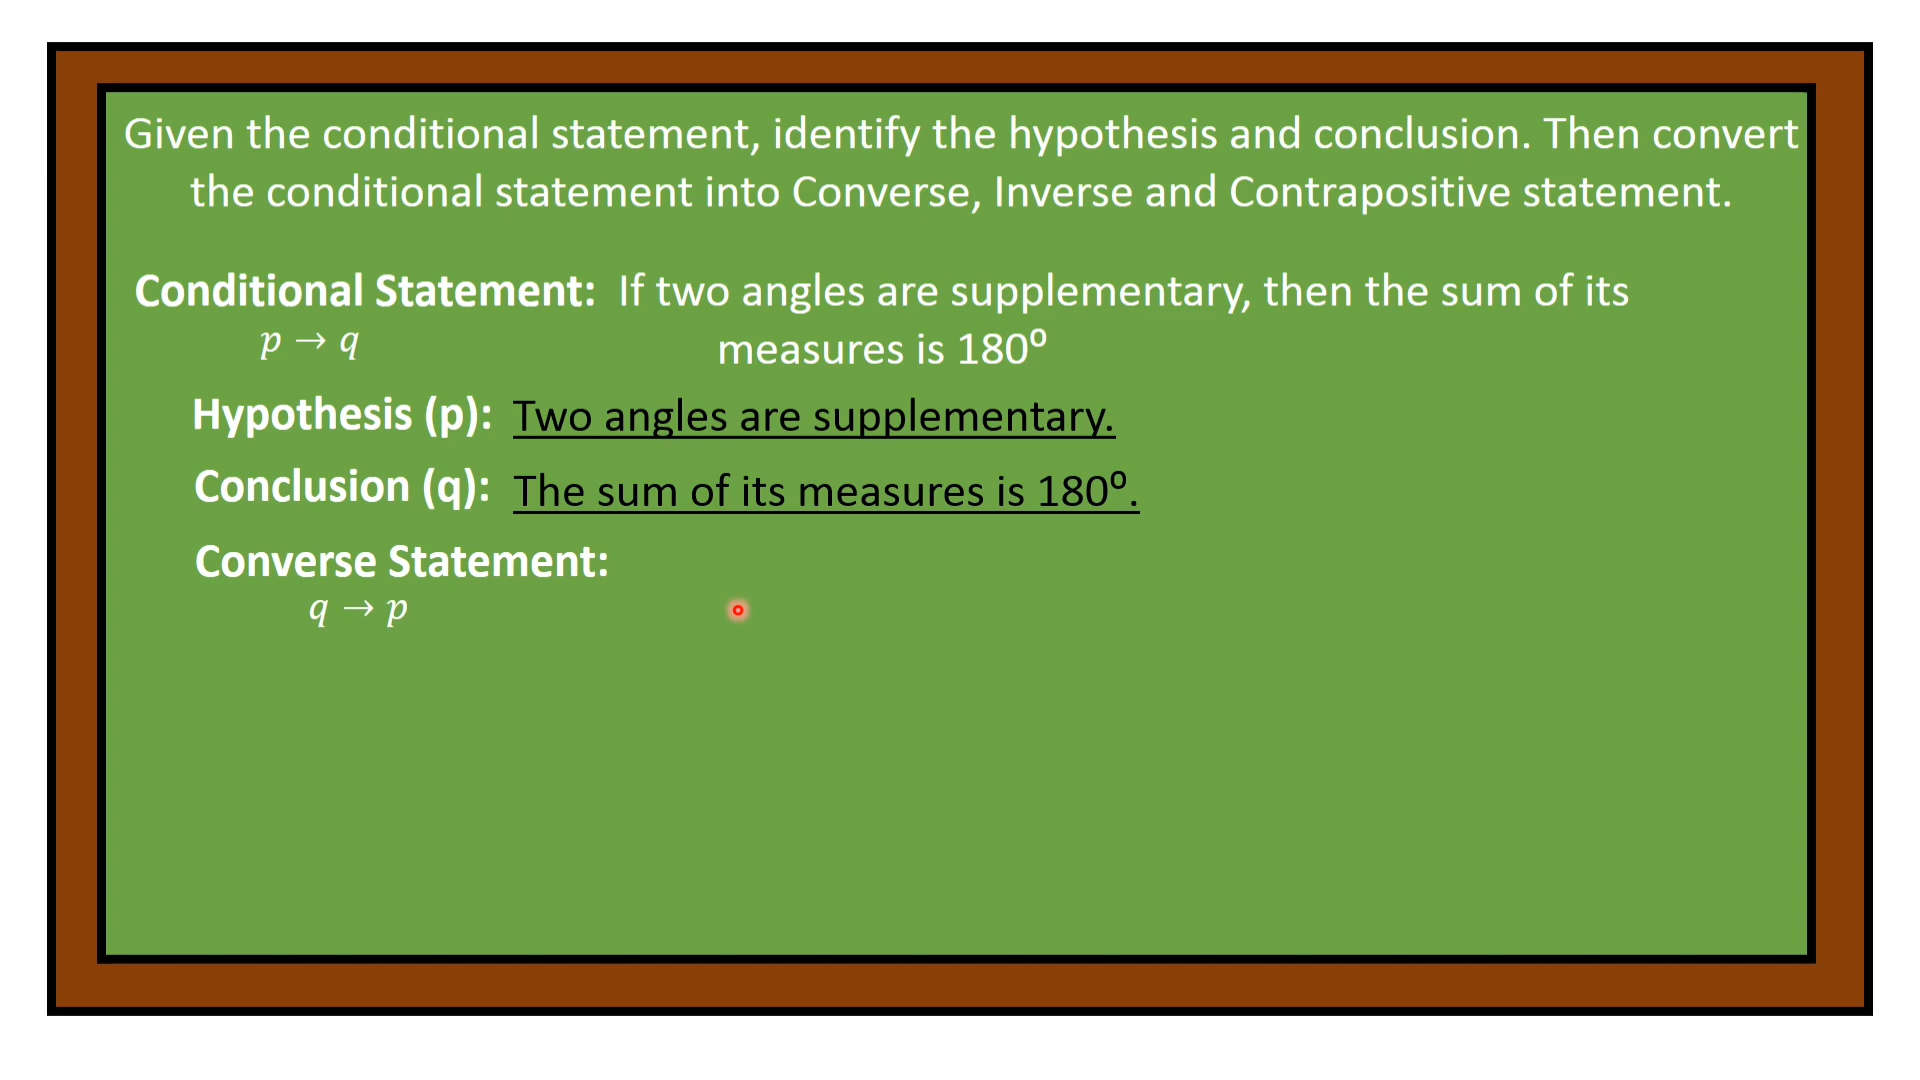 Given the conditional statement, identify the hypothesis and conclusion. Then convert
the conditional statement into Converse, Inverse and Contrapositive statement.
Conditional Statement: If two angles are supplementary, then the sum of its
measures is 180⁰
p → q
Hypothesis (p): Two angles are supplementary.
Conclusion (q): The sum of its measures is 180⁰.
Converse Statement:
q → p